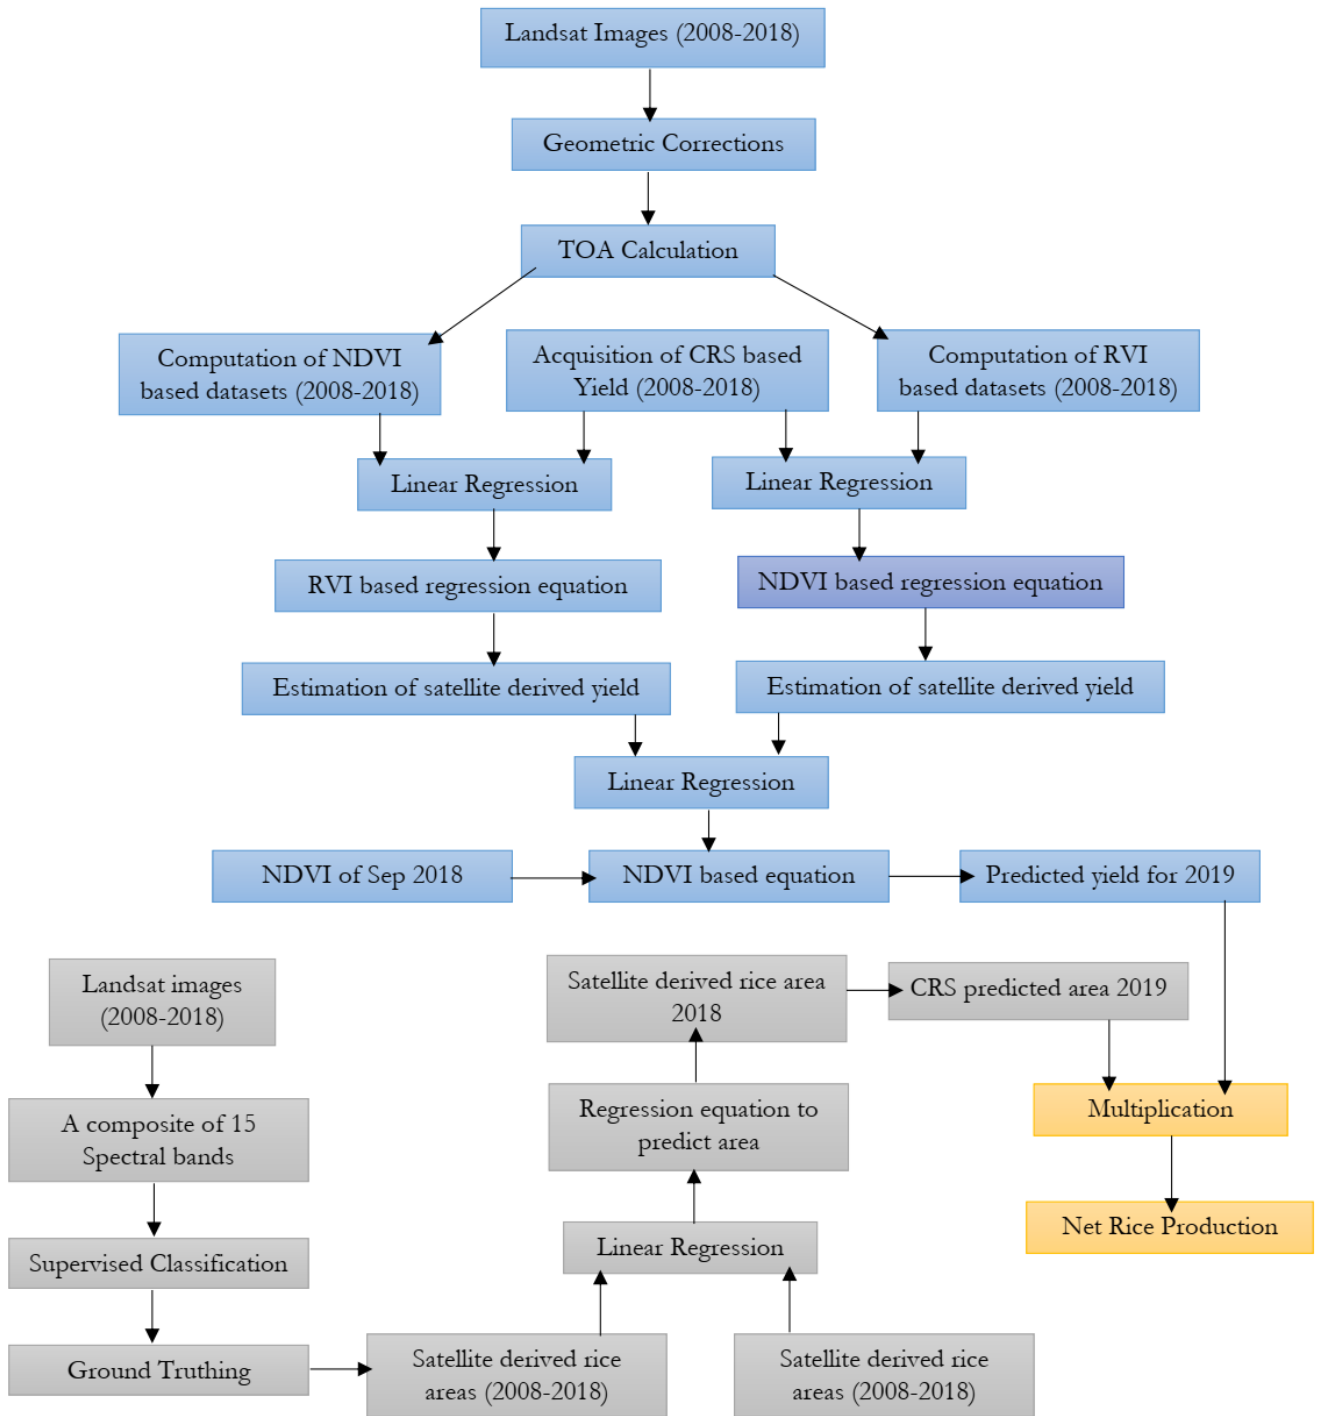 Landsat Images (2008-2018)
Geometric Corrections
TOA Calculation
Computation of NDVI
based datasets (2008-2018)
Acquisition of CRS based
Yield (2008-2018)
Computation of RVI
based datasets (2008-2018)
Linear Regression
Linear Regression
RVI based regression equation
NDVI based regression equation
Estimation of satellite derived yield
Estimation of satellite derived yield
Linear Regression
NDVI of Sep 2018
NDVI based equation
Predicted yield for 2019
Landsat images
(2008-2018)
A composite of 15
Spectral bands
Supervised Classification
Ground Truthing
Satellite derived rice
areas (2008-2018)
Satellite derived rice
areas (2008-2018)
Linear Regression
Regression equation to
predict area
Satellite derived rice area
2018
CRS predicted area 2019
Multiplication
Net Rice Production